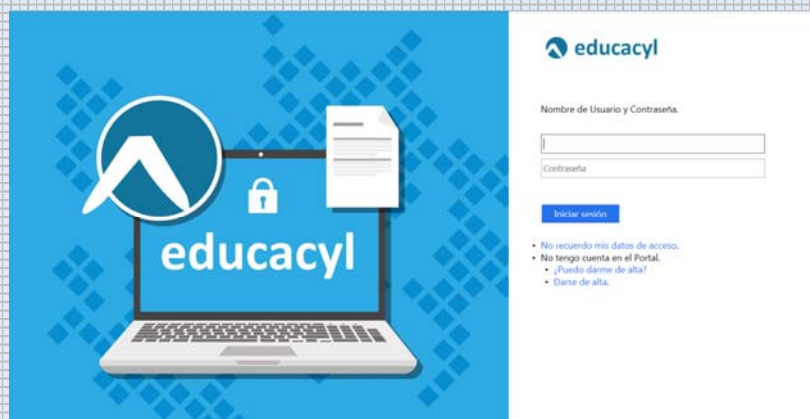 educacyl
educacyl
Nombre de Usuario y Contraseña.
Contraseña
Iniciar sesión
No recuerdo mis datos de acceso.
No tengo cuenta en el Portal.
¿Puedo darme de alta?
Darse de alta.